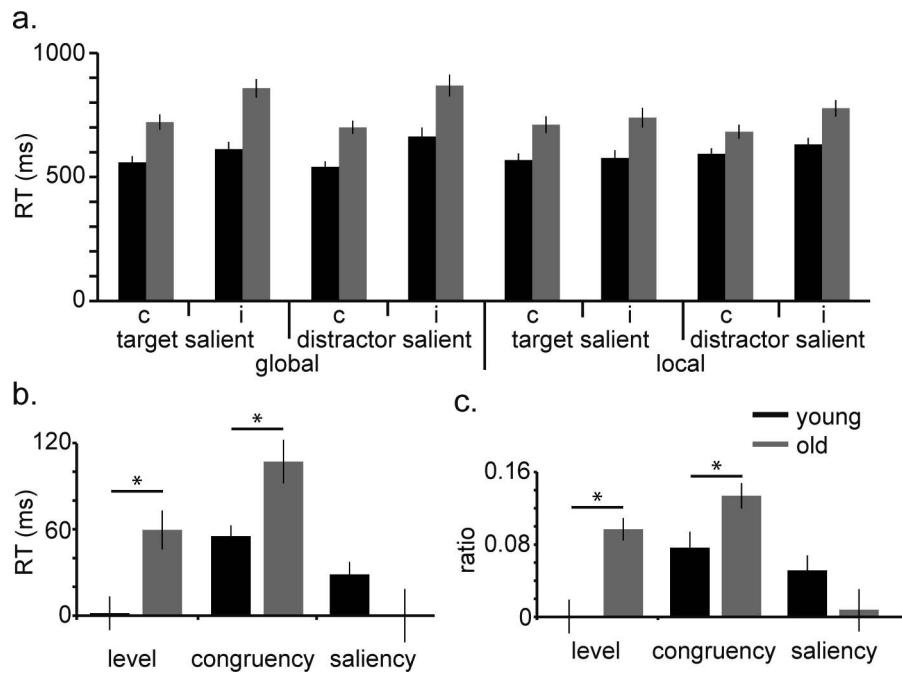 a.
1000
500
0
RT (ms)
c i c i c i c i
target salient distractor salient target salient distractor salient
global local
b.
120
60
0
RT (ms)
*
*
level congruency saliency
c.
young
old
0.16
0.08
0
ratio
*
*
level congruency saliency